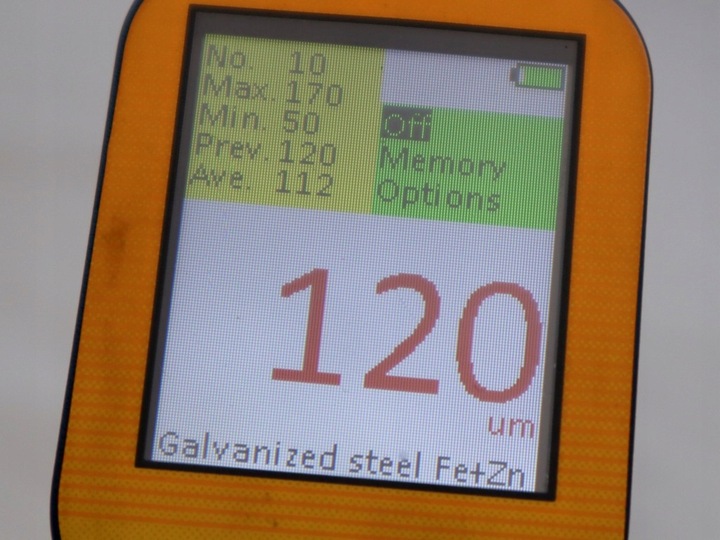 No. 10
Max. 170
Min. 50
Prev. 120
Ave. 112
Off
Memory
Options
120
um
Galvanized steel Fe+Zn